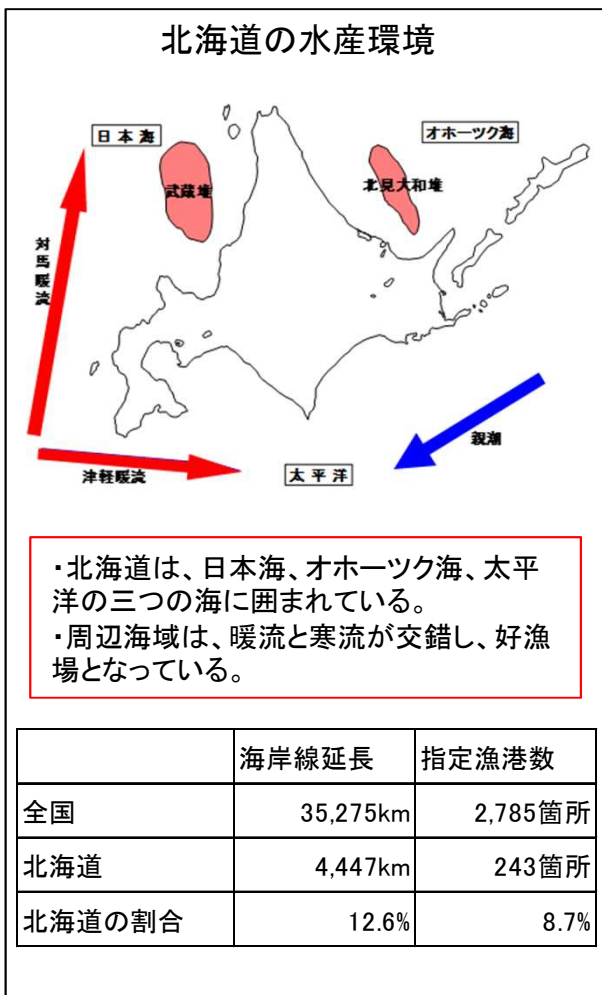 北海道の水産環境
日本海
オホーツク海
武蔵堆
北見大和堆
対馬暖流
親潮
津軽暖流
太平洋
・北海道は、日本海、オホーツク海、太平
洋の三つの海に囲まれている。
・周辺海域は、暖流と寒流が交錯し、好漁
場となっている。
海岸線延長 指定漁港数
全国 35,275km 2,785箇所
北海道 4,447km 243箇所
北海道の割合 12.6% 8.7%